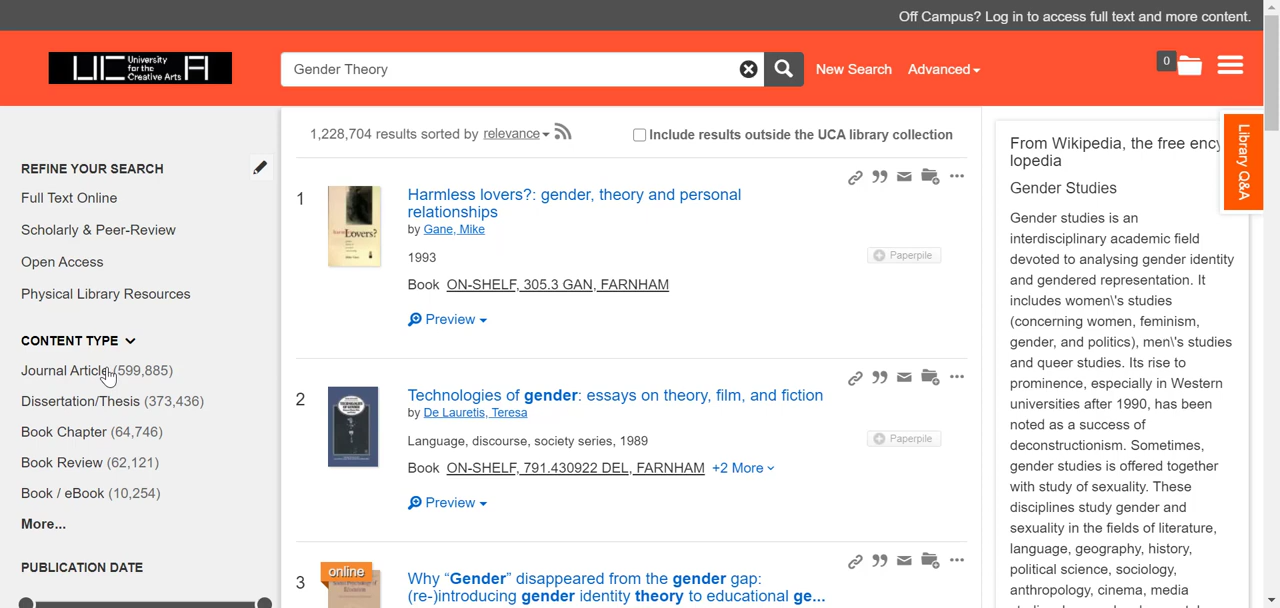 Off Campus? Log in to access full text and more content.
UCA University
for the
Creative Arts
Gender Theory
New Search
Advanced
0
Library Q&A
REFINE YOUR SEARCH
Full Text Online
Scholarly & Peer-Review
Open Access
Physical Library Resources
CONTENT TYPE
Journal Article (599,885)
Dissertation/Thesis (373,436)
Book Chapter (64,746)
Book Review (62,121)
Book / eBook (10,254)
More...
PUBLICATION DATE
1,228,704 results sorted by relevance
Include results outside the UCA library collection
1
Lovers?
Harmless lovers?: gender, theory and personal
relationships
by Gane, Mike
1993
Paperpile
Book ON-SHELF, 305.3 GAN, FARNHAM
Preview
2
Technologies of gender: essays on theory, film, and fiction
by De Lauretis, Teresa
Language, discourse, society series, 1989
Paperpile
Book ON-SHELF, 791.430922 DEL, FARNHAM +2 More
Preview
3
online
Why “Gender” disappeared from the gender gap:
(re-)introducing gender identity theory to educational ge...
From Wikipedia, the free ency
lopedia
Gender Studies
Gender studies is an
interdisciplinary academic field
devoted to analysing gender identity
and gendered representation. It
includes women\'s studies
(concerning women, feminism,
gender, and politics), men\'s studies
and queer studies. Its rise to
prominence, especially in Western
universities after 1990, has been
noted as a success of
deconstructionism. Sometimes,
gender studies is offered together
with study of sexuality. These
disciplines study gender and
sexuality in the fields of literature,
language, geography, history,
political science, sociology,
anthropology, cinema, media